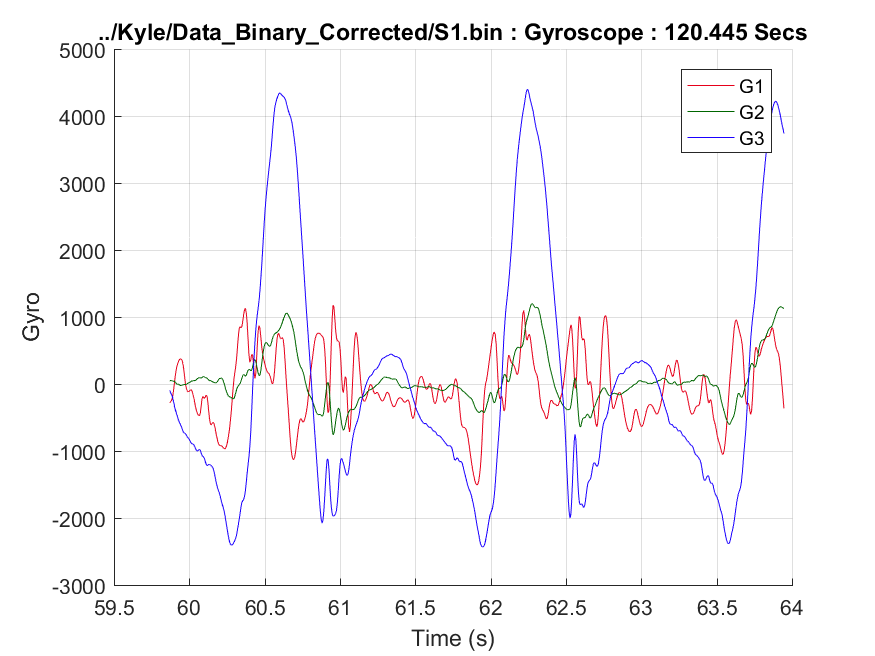 ../Kyle/Data_Binary_Corrected/S1.bin : Gyroscope : 120.445 Secs
5000
4000
3000
2000
1000
0
-1000
-2000
-3000
Gyro
G1
G2
G3
59.5 60 60.5 61 61.5 62 62.5 63 63.5 64
Time (s)